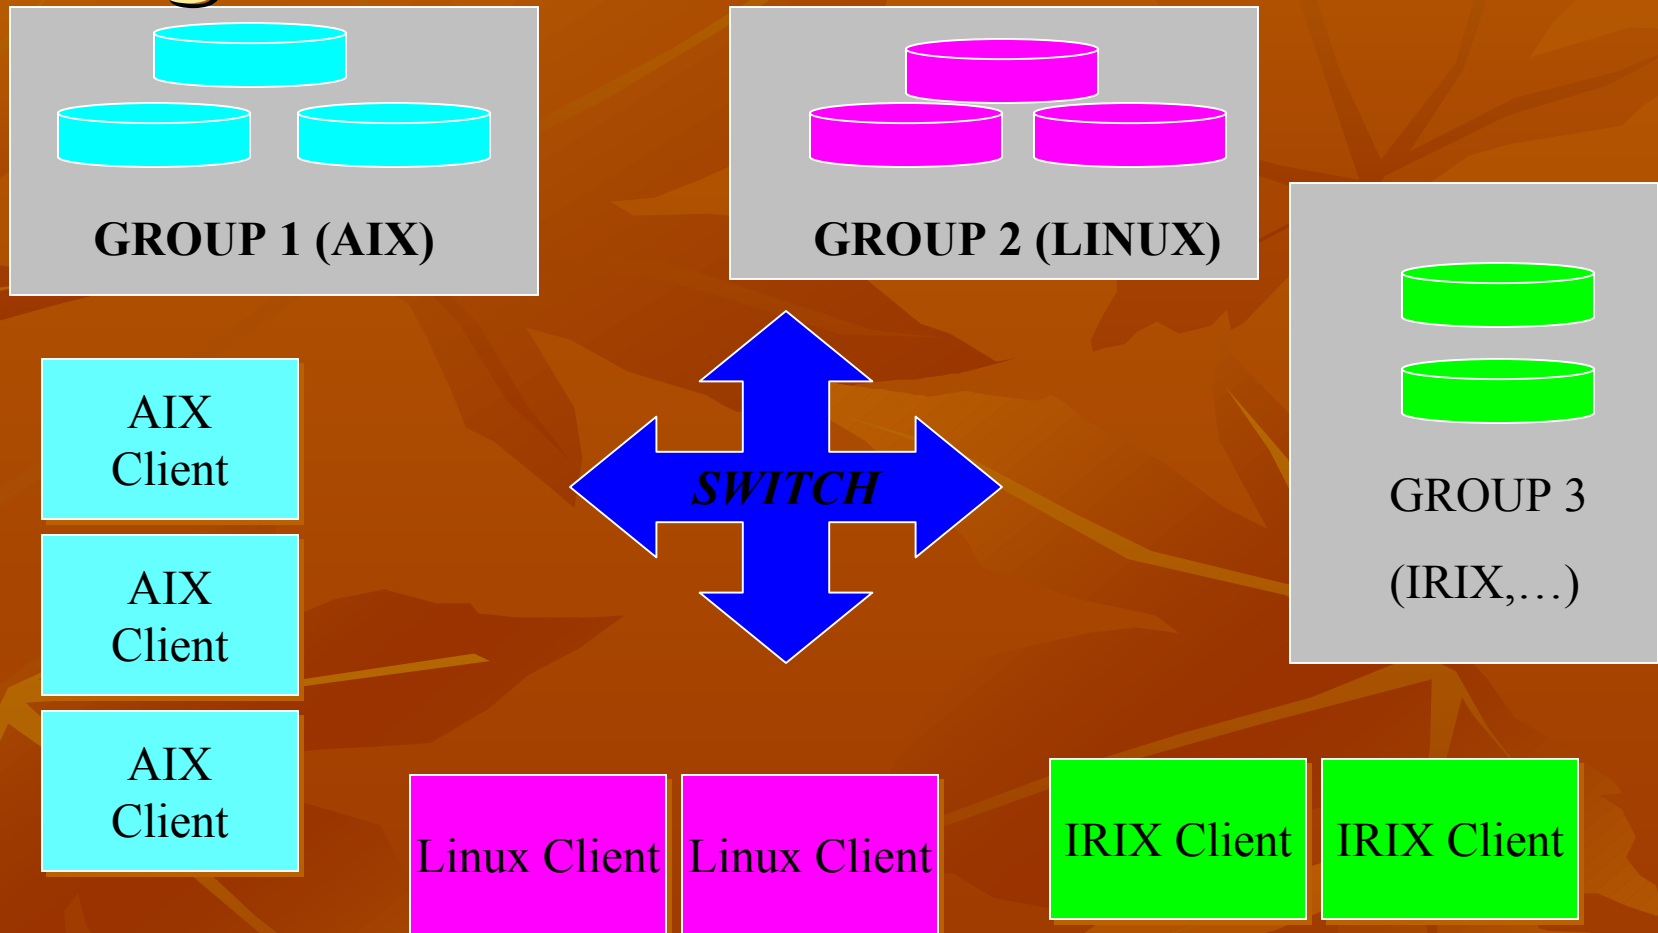 GROUP 1 (AIX)
GROUP 2 (LINUX)
GROUP 3
(IRIX,…)
SWITCH
AIX
Client
AIX
Client
AIX
Client
Linux Client
Linux Client
IRIX Client
IRIX Client